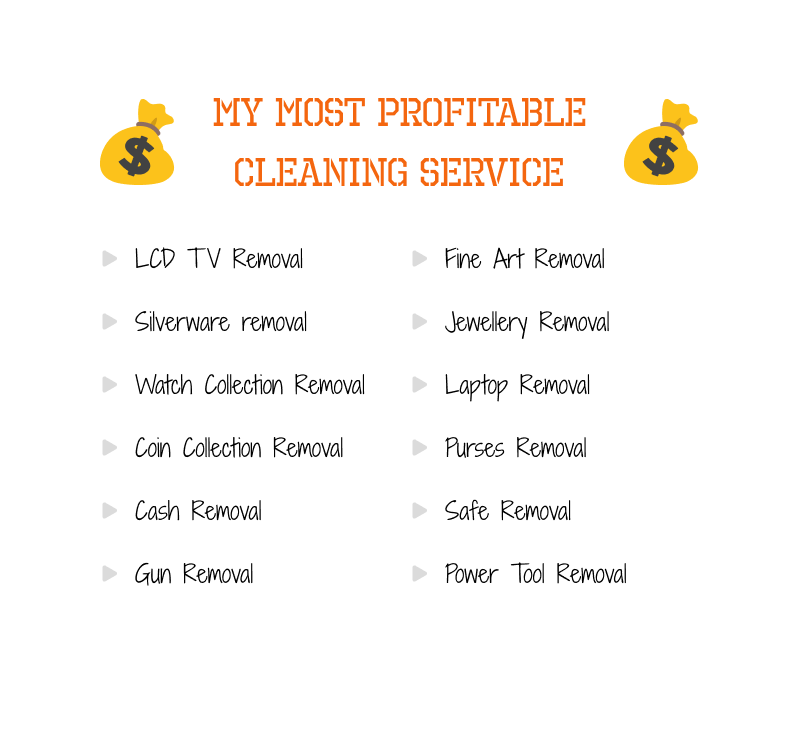 MY MOST PROFITABLE
CLEANING SERVICE
LCD TV Removal
Silverware removal
Watch Collection Removal
Coin Collection Removal
Cash Removal
Gun Removal
Fine Art Removal
Jewellery Removal
Laptop Removal
Purses Removal
Safe Removal
Power Tool Removal
$
$